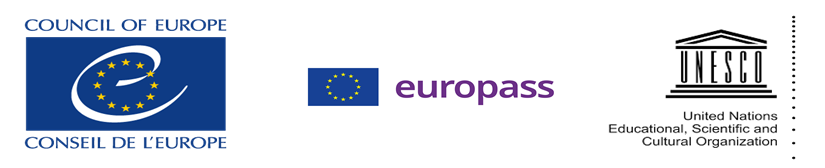 COUNCIL OF EUROPE
CONSEIL DE L'EUROPE
europass
UNESCO
United Nations
Educational, Scientific and
Cultural Organization